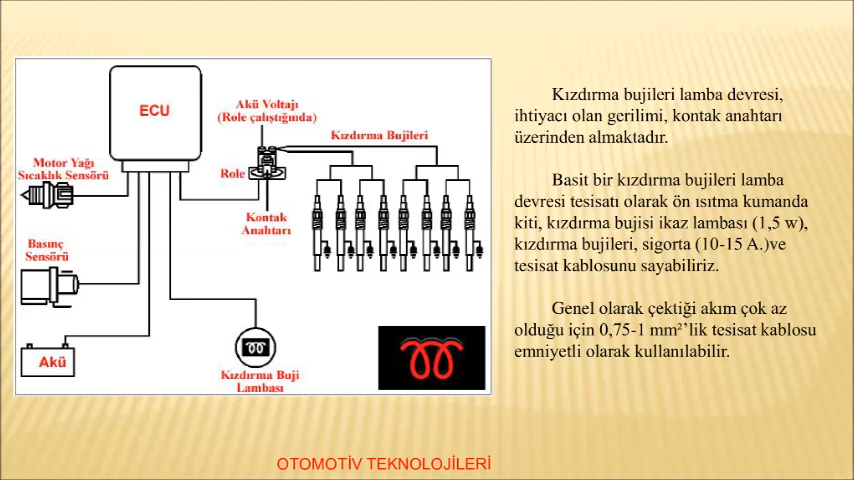 ECU
Akü Voltajı
(Role çalıştığında)
Kızdırma Bujileri
Motor Yağı
Sıcaklık Sensörü
Role
Kontak
Anahtarı
Basınç
Sensörü
Akü
Kızdırma Buji
Lambası
Kızdırma bujileri lamba devresi,
ihtiyacı olan gerilimi, kontak anahtarı
üzerinden almaktadır.
Basit bir kızdırma bujileri lamba
devresi tesisatı olarak ön ısıtma kumanda
kiti, kızdırma bujisi ikaz lambası (1,5 w),
kızdırma bujileri, sigorta (10-15 A.)ve
tesisat kablosunu sayabiliriz.
Genel olarak çektiği akım çok az
olduğu için 0,75-1 mm²’lik tesisat kablosu
emniyetli olarak kullanılabilir.
OTOMOTİV TEKNOLOJİLERİ